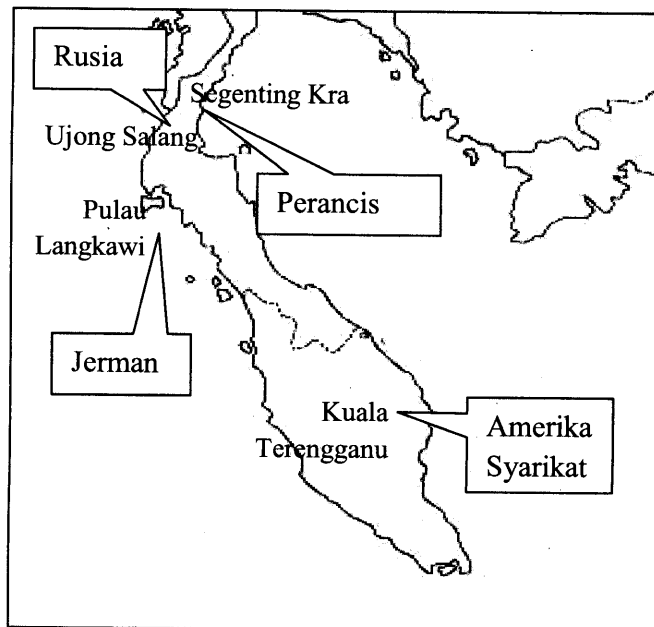 Rusia
Segenting Kra
Ujong Salang
Perancis
Pulau
Langkawi
Jerman
Kuala
Terengganu
Amerika
Syarikat